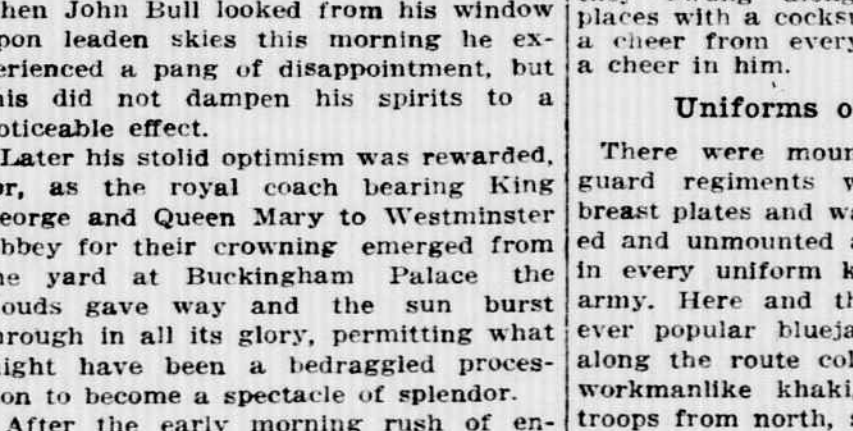 hen John Bull looked from his window
pon leaden skies this morning he ex-
erienced a pang of disappointment, but
his did not dampen his spirits to a
oticeable effect.
Later his stolid optimism was rewarded,
or, as the royal coach bearing King
eorge and Queen Mary to Westminster
bbey for their crowning emerged from
he yard at Buckingham Palace the
ouds gave way and the sun burst
hrough in all its glory, permitting what
ight have been a bedraggled proces-
on to become a spectacle of splendor.
After the early morning rush of en-
places with a cocksu
a cheer from every
a cheer in him.
Uniforms o
There were moun
guard regiments w
breast plates and wa
ed and unmounted a
in every uniform k
army. Here and th
ever popular blueja
along the route col
workmanlike khaki
troops from north, s